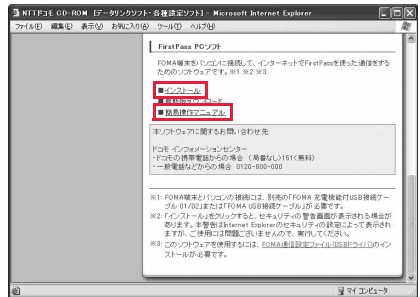 NTTドコモ CD-ROM [データリンクソフト・各種設定ソフト] - Microsoft Internet Explorer
ファイル(F) 編集(E) 表示(V) お気に入り(A) ツール(T) ヘルプ(H)
FirstPass PCソフト
FOMA端末をパソコンに接続して、インターネットでFirstPassを使った通信をする
ためのソフトウェアです。※1 ※2 ※3
■インストール
■簡易操作マニュアル
本ソフトウェアに関するお問い合わせ先
ドコモ インフォメーションセンター
・ドコモの携帯電話からの場合 (局番なし)151(無料)
・一般電話などからの場合 0120-800-000
※1: FOMA端末とパソコンの接続には、別売の「FOMA 充電機能付USB接続ケー
ブル 01/02」または「FOMA USB接続ケーブル」が必要です。
※2: 「インストール」をクリックすると、セキュリティの警告画面が表示される場合が
あります。本警告はInternet Explorerのセキュリティの設定によって表示され
ますが、ご使用には問題ございませんので、実行してください。
※3: このソフトウェアを使用するには、FOMA通信設定ファイル(USBドライバ)のイン
ストールが必要です。
マイ コンピュータ